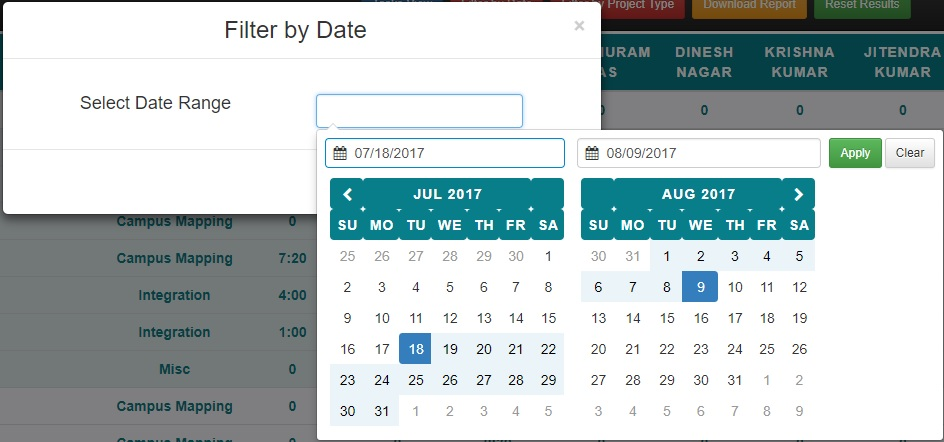 Project Type Download Report Reset Results
Filter by Date ×
DINESH KRISHNA JITENDRA
NAGAR KUMAR KUMAR
Select Date Range
0 0 0
07/18/2017 08/09/2017 Apply Clear
JUL 2017 AUG 2017
SU MO TU WE TH FR SA SU MO TU WE TH FR SA
25 26 27 28 29 30 1 30 31 1 2 3 4 5
2 3 4 5 6 7 8 6 7 8 9 10 11 12
9 10 11 12 13 14 15 13 14 15 16 17 18 19
16 17 18 19 20 21 22 20 21 22 23 24 25 26
23 24 25 26 27 28 29 27 28 29 30 31 1 2
30 31 1 2 3 4 5 3 4 5 6 7 8 9
Campus Mapping 0
Campus Mapping 7:20
Integration 4:00
Integration 1:00
Misc 0
Campus Mapping 0
Campus Mapping 0